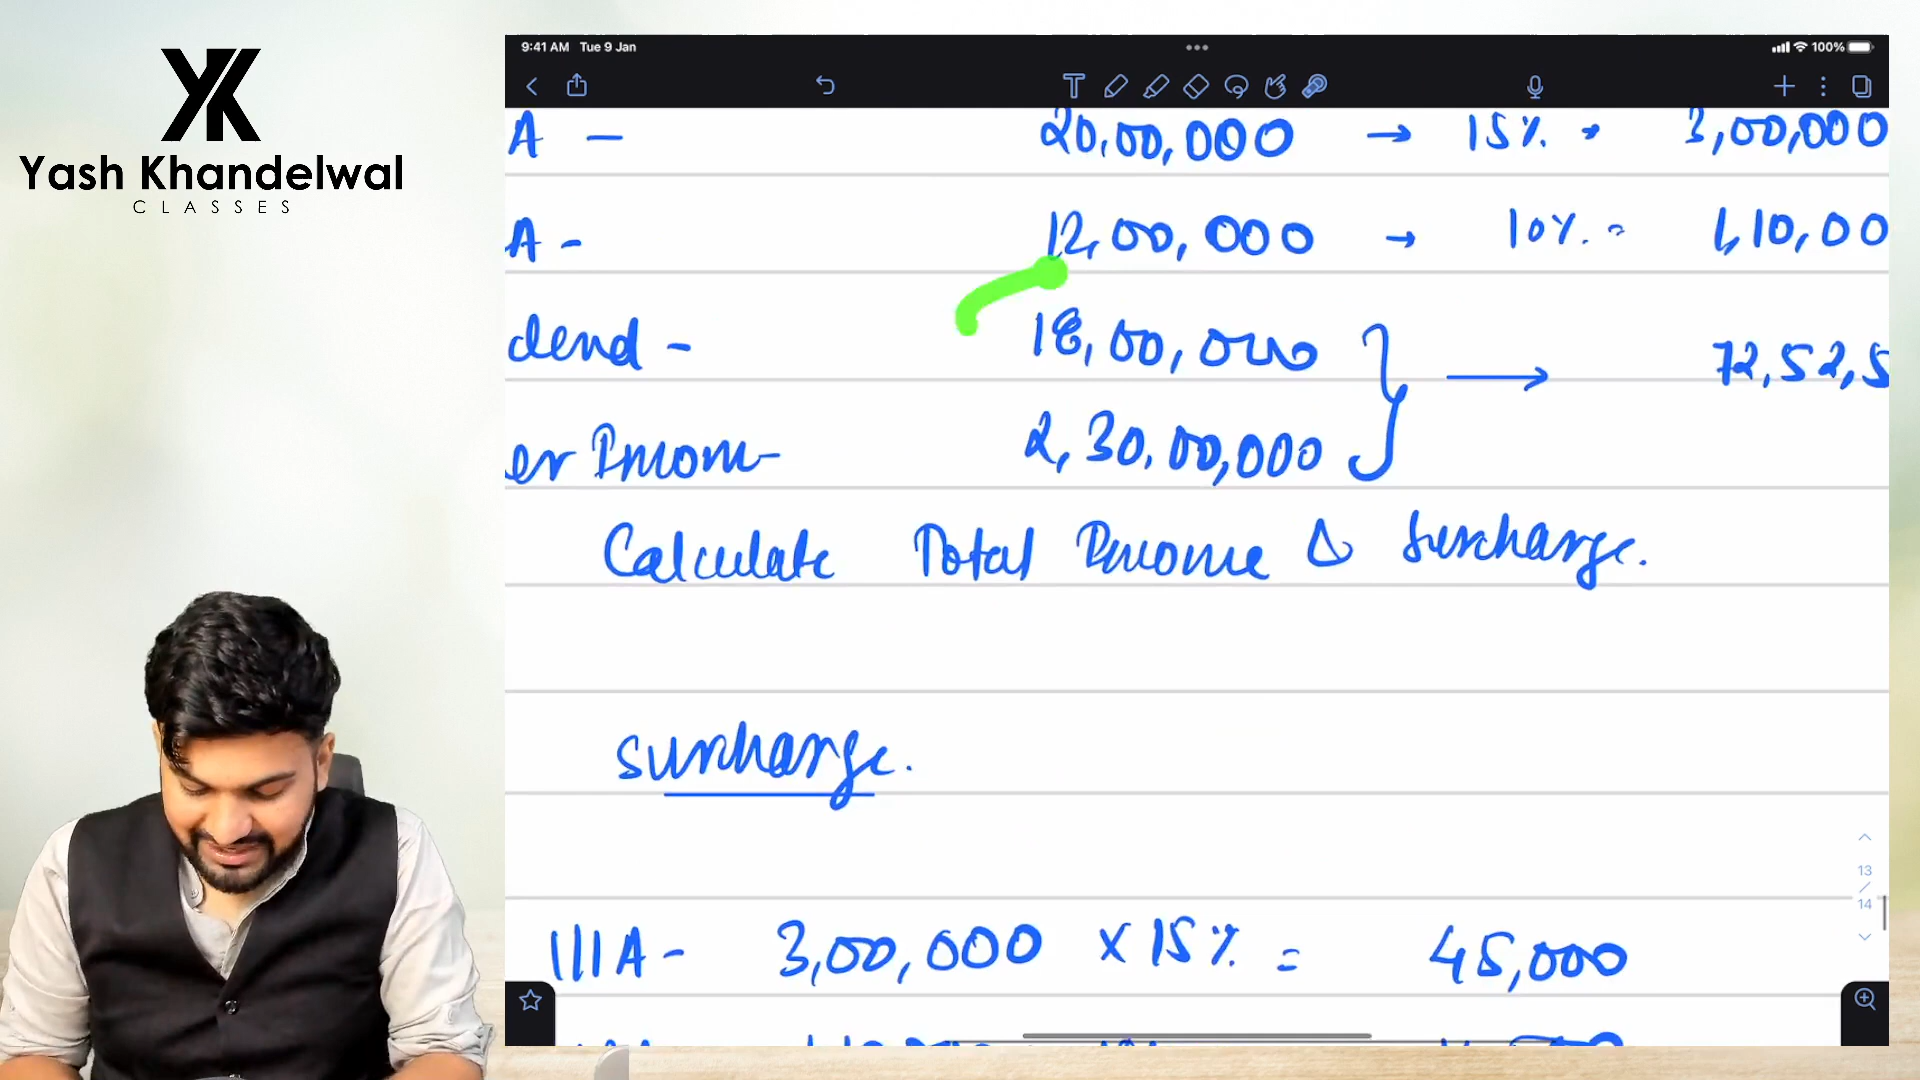 YK
Yash Khandelwal
CLASSES
9:41 AM Tue 9 Jan
100%
A - 20,00,000 → 15% = 3,00,000
A - 12,00,000 → 10% = 1,10,00
dend - 18,00,000 → 72,52,5
er Income - 2,30,00,000
Calculate Total Income & Surcharge.
Surcharge.
13
/
14
111A - 3,00,000 X 15% = 45,000